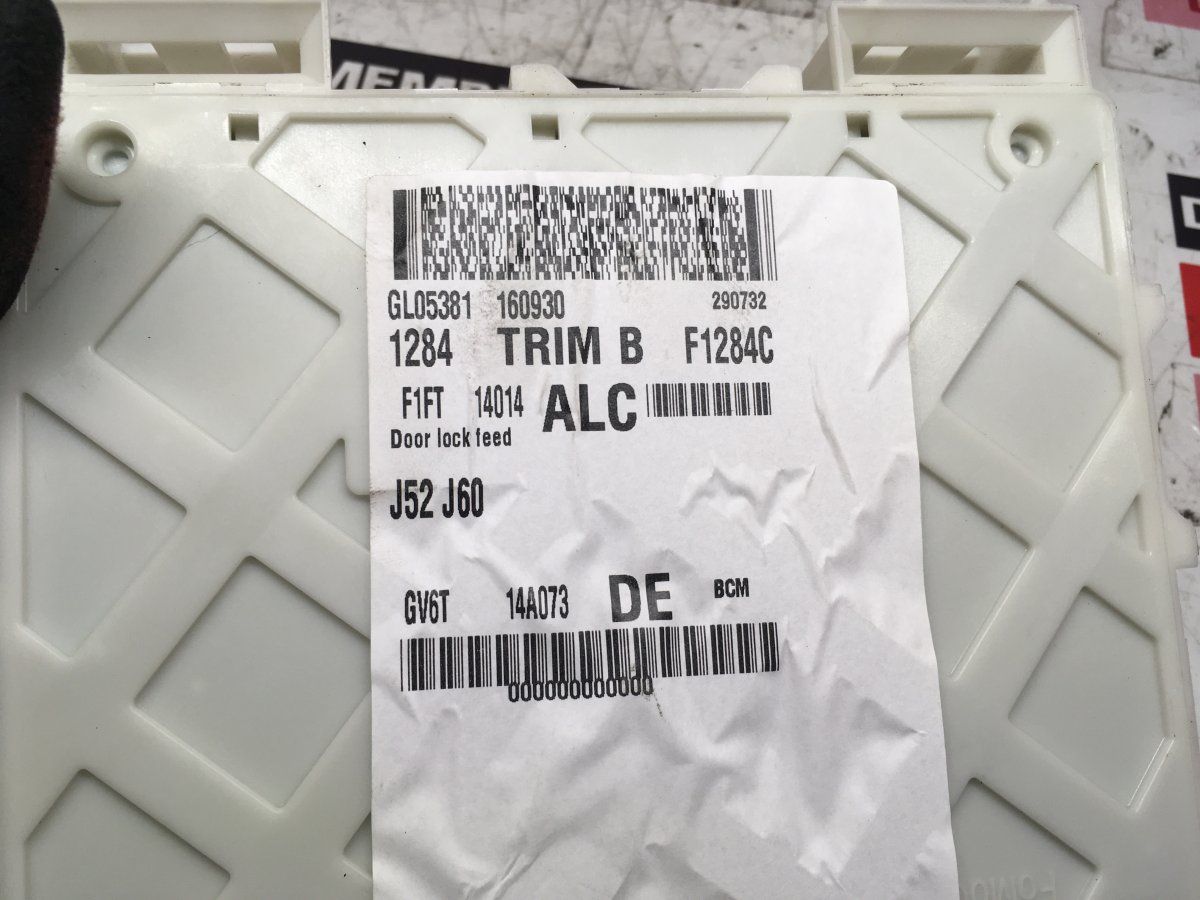 GL05381 160930 290732
1284 TRIM B F1284C
F1FT 14014 ALC
Door lock feed
J52 J60
GV6T 14A073 DE BCM
000000000000